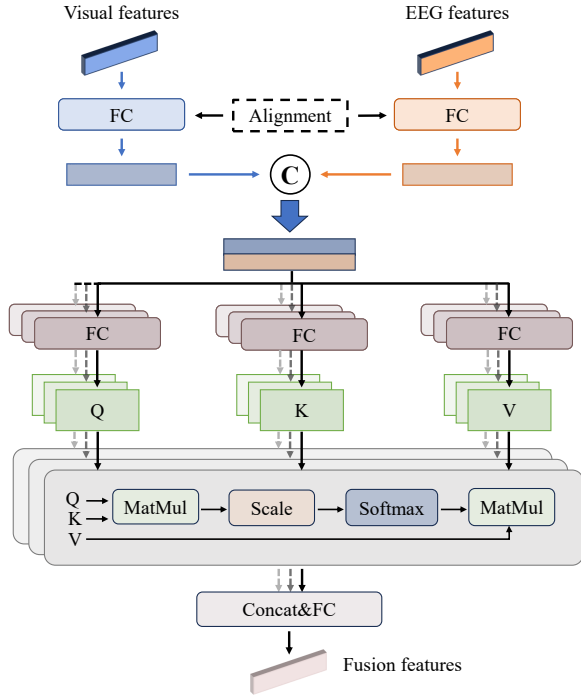 Visual features
EEG features
FC
Alignment
FC
C
FC
FC
FC
Q
K
V
Q
K
V
MatMul
Scale
Softmax
MatMul
Concat&FC
Fusion features